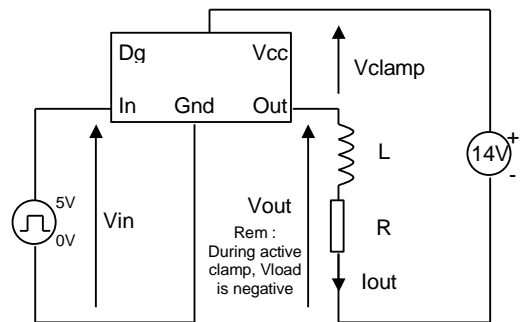 Dg
Vcc
Vclamp
In
Gnd
Out
14V
+
-
L
5V
0V
Vin
Vout
Rem :
During active
clamp, Vload
is negative
R
Iout